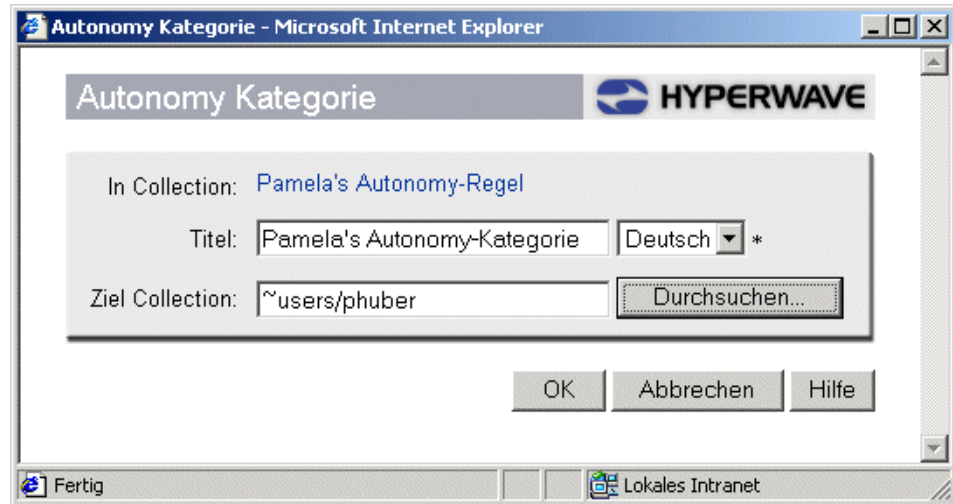 Autonomy Kategorie - Microsoft Internet Explorer
Autonomy Kategorie
HYPERWAVE
In Collection: Pamela's Autonomy-Regel
Titel: Pamela's Autonomy-Kategorie Deutsch *
Ziel Collection: ~users/phuber Durchsuchen...
OK Abbrechen Hilfe
Fertig Lokales Intranet